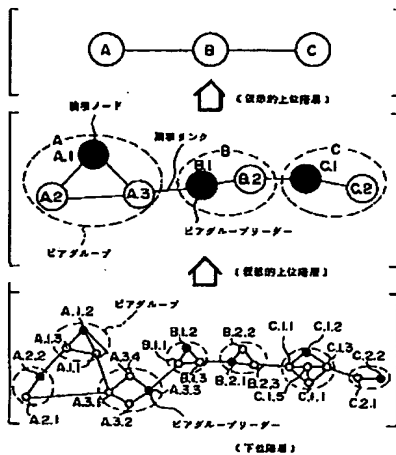 A B C
(仮想的上位階層)
論理ノード
A
A.1
論理リンク
B
C
B.1
B.2
C.1
A.2
A.3
C.2
ピアグループ
ピアグループリーダー
(仮想的上位階層)
A.1.2
ピアグループ
A.1.3
A.2.2
A.1.1
A.3.4
B.1.2
B.1.1
B.2.2
C.1.1
C.1.2
C.1.3
C.2.2
A.2.1
A.3.1
A.3.2
A.3.3
B.1.3
B.2.1
B.2.3
C.1.5
C.1.1
C.2.1
ピアグループリーダー
(下位階層)